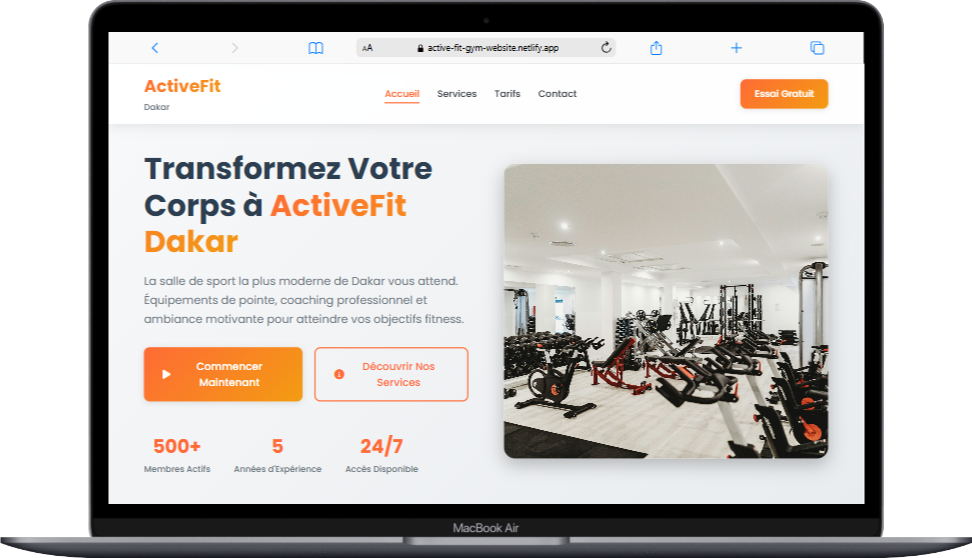 AA active-fit-gym-website.netlify.app
ActiveFit
Dakar
Accueil Services Tarifs Contact
Essai Gratuit
Transformez Votre
Corps à ActiveFit
Dakar
La salle de sport la plus moderne de Dakar vous attend.
Équipements de pointe, coaching professionnel et
ambiance motivante pour atteindre vos objectifs fitness.
Commencer
Maintenant
Découvrir Nos
Services
500+
Membres Actifs
5
Années d'Expérience
24/7
Accès Disponible
MacBook Air